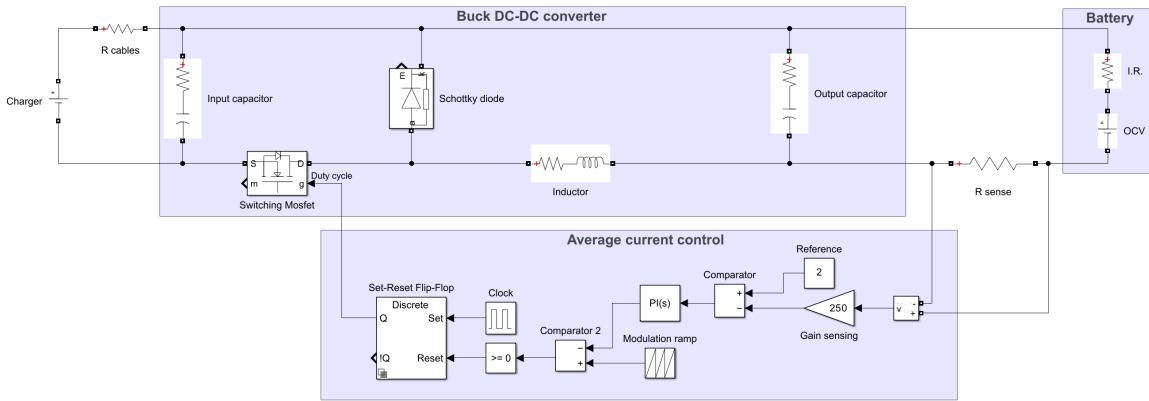 Buck DC-DC converter
Battery
R cables
Charger
Input capacitor
m
k
a
Schottky diode
Output capacitor
I.R.
OCV
S
D
m
g
Duty cycle
Switching Mosfet
Inductor
R sense
Average current control
Set-Reset Flip-Flop
Discrete
Q
Set
!Q
Reset
Clock
>= 0
Comparator 2
−
+
Modulation ramp
PI(s)
Comparator
+
−
Reference
2
250
Gain sensing
v
-
+